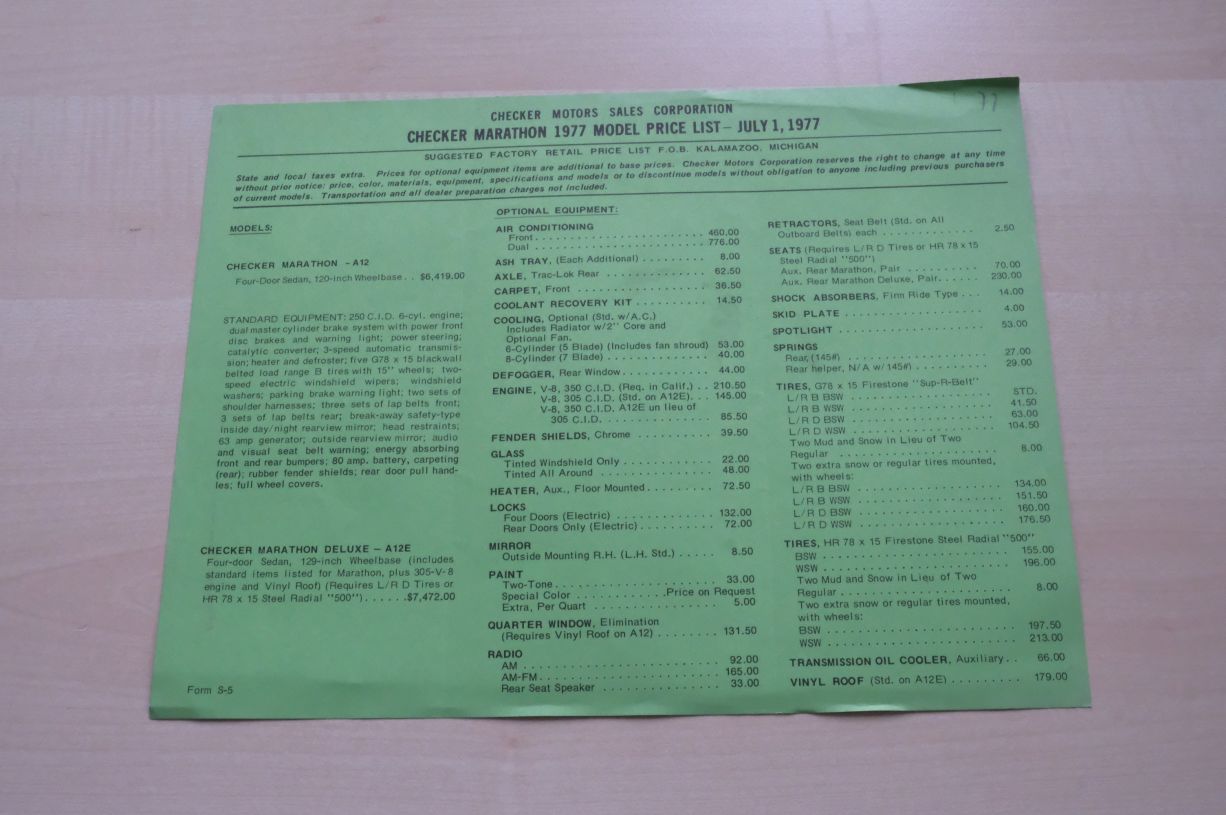 77
CHECKER MOTORS SALES CORPORATION
CHECKER MARATHON 1977 MODEL PRICE LIST — JULY 1, 1977
SUGGESTED FACTORY RETAIL PRICE LIST F.O.B. KALAMAZOO, MICHIGAN
State and local taxes extra. Prices for optional equipment items are additional to base prices. Checker Motors Corporation reserves the right to change at any time
without prior notice; price, color, materials, equipment, specifications and models or to discontinue models without obligation to anyone including previous purchasers
of current models. Transportation and all dealer preparation charges not included.
MODELS:
CHECKER MARATHON - A12
Four-Door Sedan, 120-inch Wheelbase . . $6,419.00
STANDARD EQUIPMENT: 250 C.I.D. 6-cyl. engine;
dual master cylinder brake system with power front
disc brakes and warning light; power steering;
catalytic converter; 3-speed automatic transmis-
sion; heater and defroster; five G78 x 15 blackwall
belted load range B tires with 15" wheels; two-
speed electric windshield wipers; windshield
washers; parking brake warning light; two sets of
shoulder harnesses; three sets of lap belts front;
3 sets of lap belts rear; break-away safety-type
inside day/night rearview mirror; head restraints;
63 amp generator; outside rearview mirror; audio
and visual seat belt warning; energy absorbing
front and rear bumpers; 80 amp. battery, carpeting
(rear); rubber fender shields; rear door pull hand-
les; full wheel covers.
CHECKER MARATHON DELUXE — A12E
Four-door Sedan, 129-inch Wheelbase (includes
standard items listed for Marathon, plus 305-V-8
engine and Vinyl Roof) (Requires L/R D Tires or
HR 78 x 15 Steel Radial "500") . . . . . . $7,472.00
Form S-5
OPTIONAL EQUIPMENT:
AIR CONDITIONING
Front . . . . . . . . 460.00
Dual . . . . . . . . 776.00
ASH TRAY, (Each Additional) . . . . . . . . 8.00
AXLE, Trac-Lok Rear . . . . . . . . 62.50
CARPET, Front . . . . . . . . 36.50
COOLANT RECOVERY KIT . . . . . . . . 14.50
COOLING, Optional (Std. w/A.C.)
Includes Radiator w/2" Core and
Optional Fan.
6-Cylinder (5 Blade) (Includes fan shroud) 53.00
8-Cylinder (7 Blade) . . . . . . . . 40.00
DEFOGGER, Rear Window . . . . . . . . 44.00
ENGINE, V-8, 350 C.I.D. (Req. in Calif.) . . 210.50
V-8, 305 C.I.D. (Std. on A12E) . . . 145.00
V-8, 350 C.I.D. A12E un lieu of
305 C.I.D. . . . . . . . . 85.50
FENDER SHIELDS, Chrome . . . . . . . . 39.50
GLASS
Tinted Windshield Only . . . . . . . . 22.00
Tinted All Around . . . . . . . . 48.00
HEATER, Aux., Floor Mounted . . . . . . . . 72.50
LOCKS
Four Doors (Electric) . . . . . . . . 132.00
Rear Doors Only (Electric) . . . . . . . . 72.00
MIRROR
Outside Mounting R.H. (L.H. Std.) . . . . . 8.50
PAINT
Two-Tone . . . . . . . . 33.00
Special Color . . . . . . . . Price on Request
Extra, Per Quart . . . . . . . . 5.00
QUARTER WINDOW, Elimination
(Requires Vinyl Roof on A12) . . . . . . . . 131.50
RADIO
AM . . . . . . . . 92.00
AM-FM . . . . . . . . 165.00
Rear Seat Speaker . . . . . . . . 33.00
RETRACTORS, Seat Belt (Std. on All
Outboard Belts) each . . . . . . . . 2.50
SEATS (Requires L/R D Tires or HR 78 x 15
Steel Radial "500")
Aux. Rear Marathon, Pair . . . . . . . . 70.00
Aux. Rear Marathon Deluxe, Pair . . . . . 230.00
SHOCK ABSORBERS, Firm Ride Type . . . 14.00
SKID PLATE . . . . . . . . 4.00
SPOTLIGHT . . . . . . . . 53.00
SPRINGS
Rear, (145#) . . . . . . . . 27.00
Rear helper, N/A w/145#) . . . . . . . . 29.00
TIRES, G78 x 15 Firestone "Sup-R-Belt"
L/R B BSW . . . . . . . . STD.
L/R B WSW . . . . . . . . 41.50
L/R D BSW . . . . . . . . 63.00
L/R D WSW . . . . . . . . 104.50
Two Mud and Snow in Lieu of Two
Regular . . . . . . . . 8.00
Two extra snow or regular tires mounted,
with wheels:
L/R B BSW . . . . . . . . 134.00
L/R B WSW . . . . . . . . 151.50
L/R D BSW . . . . . . . . 160.00
L/R D WSW . . . . . . . . 176.50
TIRES, HR 78 x 15 Firestone Steel Radial "500"
BSW . . . . . . . . 155.00
WSW . . . . . . . . 196.00
Two Mud and Snow in Lieu of Two
Regular . . . . . . . . 8.00
Two extra snow or regular tires mounted,
with wheels:
BSW . . . . . . . . 197.50
WSW . . . . . . . . 213.00
TRANSMISSION OIL COOLER, Auxiliary . . 66.00
VINYL ROOF (Std. on A12E) . . . . . . . . 179.00